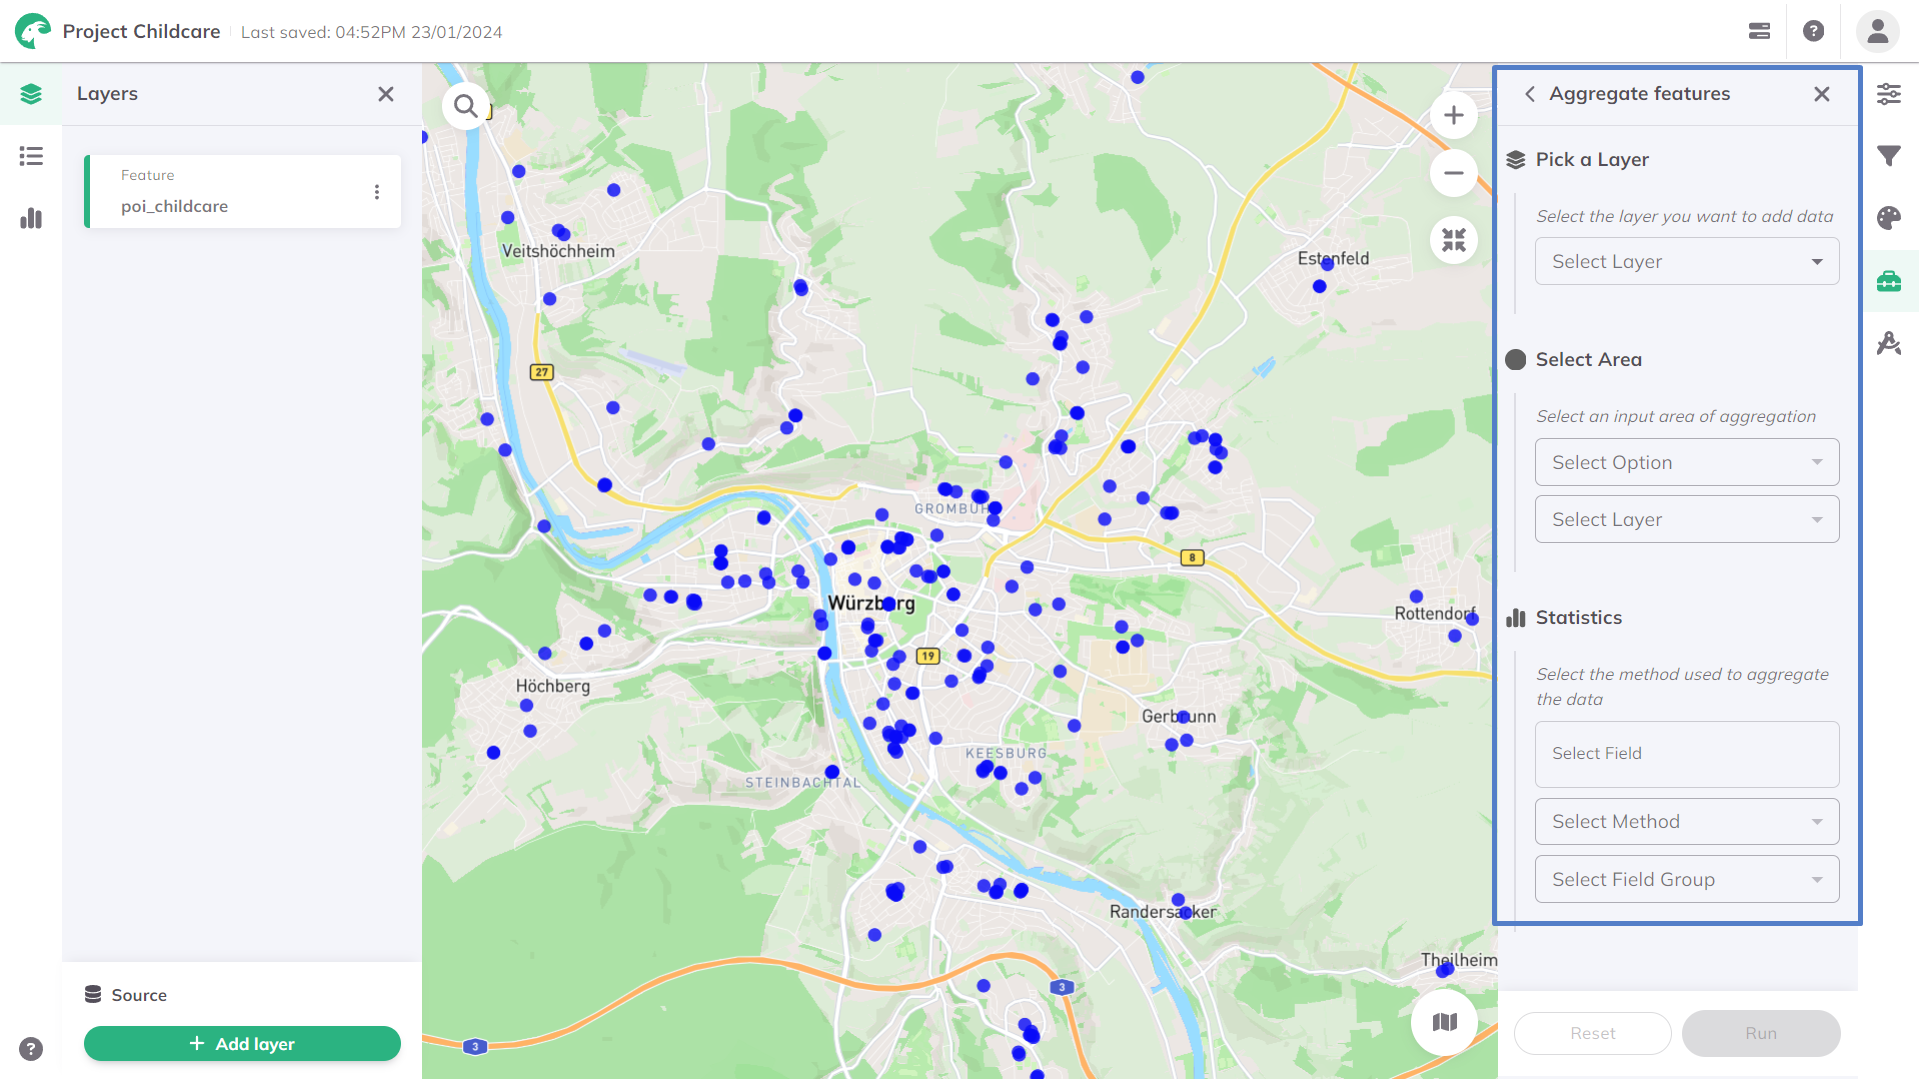 Project Childcare
Last saved: 04:52PM 23/01/2024
Layers
Feature
poi_childcare
Source
+ Add layer
Veitshöchheim
Estenfeld
27
GROMBÜH
8
Würzburg
Rottendorf
19
Höchberg
Gerbrunn
KEESBURG
STEINBACHTAL
Randersacker
Theilheim
3
3
Aggregate features
Pick a Layer
Select the layer you want to add data
Select Layer
Select Area
Select an input area of aggregation
Select Option
Select Layer
Statistics
Select the method used to aggregate
the data
Select Field
Select Method
Select Field Group
Reset
Run